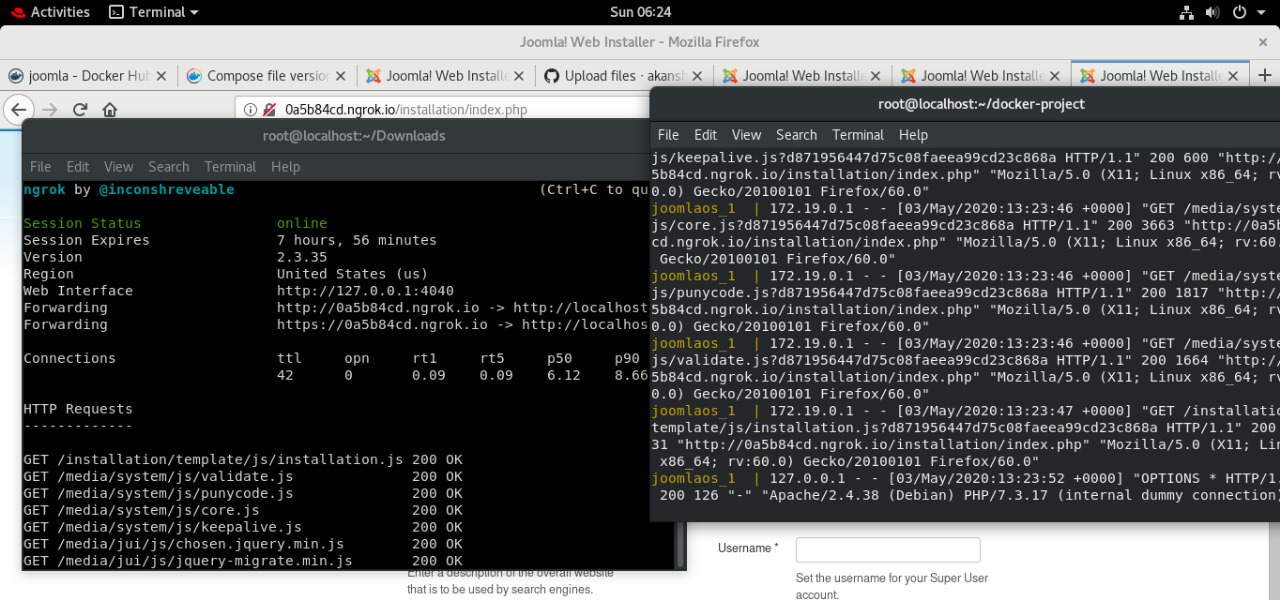 Activities Terminal Sun 06:24
Joomla! Web Installer - Mozilla Firefox
joomla - Docker Hub Compose file version Joomla! Web Installe Upload files · akansh Joomla! Web Installe Joomla! Web Installe Joomla! Web Installe
0a5b84cd.ngrok.io/installation/index.php
root@localhost:~/Downloads
File Edit View Search Terminal Help
ngrok by @inconshreveable (Ctrl+C to qu
Session Status online
Session Expires 7 hours, 56 minutes
Version 2.3.35
Region United States (us)
Web Interface http://127.0.0.1:4040
Forwarding http://0a5b84cd.ngrok.io -> http://localhost
Forwarding https://0a5b84cd.ngrok.io -> http://localhos
Connections ttl opn rt1 rt5 p50 p90
42 0 0.09 0.09 6.12 8.66
HTTP Requests
-------------
GET /installation/template/js/installation.js 200 OK
GET /media/system/js/validate.js 200 OK
GET /media/system/js/punycode.js 200 OK
GET /media/system/js/core.js 200 OK
GET /media/system/js/keepalive.js 200 OK
GET /media/jui/js/chosen.jquery.min.js 200 OK
GET /media/jui/js/jquery-migrate.min.js 200 OK
root@localhost:~/docker-project
File Edit View Search Terminal Help
js/keepalive.js?d871956447d75c08faeea99cd23c868a HTTP/1.1" 200 600 "http://
5b84cd.ngrok.io/installation/index.php" "Mozilla/5.0 (X11; Linux x86_64; rv
0.0) Gecko/20100101 Firefox/60.0"
joomlaos_1 | 172.19.0.1 - - [03/May/2020:13:23:46 +0000] "GET /media/syste
js/core.js?d871956447d75c08faeea99cd23c868a HTTP/1.1" 200 3663 "http://0a5b
cd.ngrok.io/installation/index.php" "Mozilla/5.0 (X11; Linux x86_64; rv:60.
Gecko/20100101 Firefox/60.0"
joomlaos_1 | 172.19.0.1 - - [03/May/2020:13:23:46 +0000] "GET /media/syste
js/punycode.js?d871956447d75c08faeea99cd23c868a HTTP/1.1" 200 1817 "http://
5b84cd.ngrok.io/installation/index.php" "Mozilla/5.0 (X11; Linux x86_64; rv
0.0) Gecko/20100101 Firefox/60.0"
joomlaos_1 | 172.19.0.1 - - [03/May/2020:13:23:46 +0000] "GET /media/syste
js/validate.js?d871956447d75c08faeea99cd23c868a HTTP/1.1" 200 1664 "http://
5b84cd.ngrok.io/installation/index.php" "Mozilla/5.0 (X11; Linux x86_64; rv
0.0) Gecko/20100101 Firefox/60.0"
joomlaos_1 | 172.19.0.1 - - [03/May/2020:13:23:47 +0000] "GET /installatio
template/js/installation.js?d871956447d75c08faeea99cd23c868a HTTP/1.1" 200
31 "http://0a5b84cd.ngrok.io/installation/index.php" "Mozilla/5.0 (X11; Lin
x86_64; rv:60.0) Gecko/20100101 Firefox/60.0"
joomlaos_1 | 127.0.0.1 - - [03/May/2020:13:23:52 +0000] "OPTIONS * HTTP/1.
200 126 "-" "Apache/2.4.38 (Debian) PHP/7.3.17 (internal dummy connection)
Enter a description of the overall website
that is to be used by search engines.
Username *
Set the username for your Super User
account.